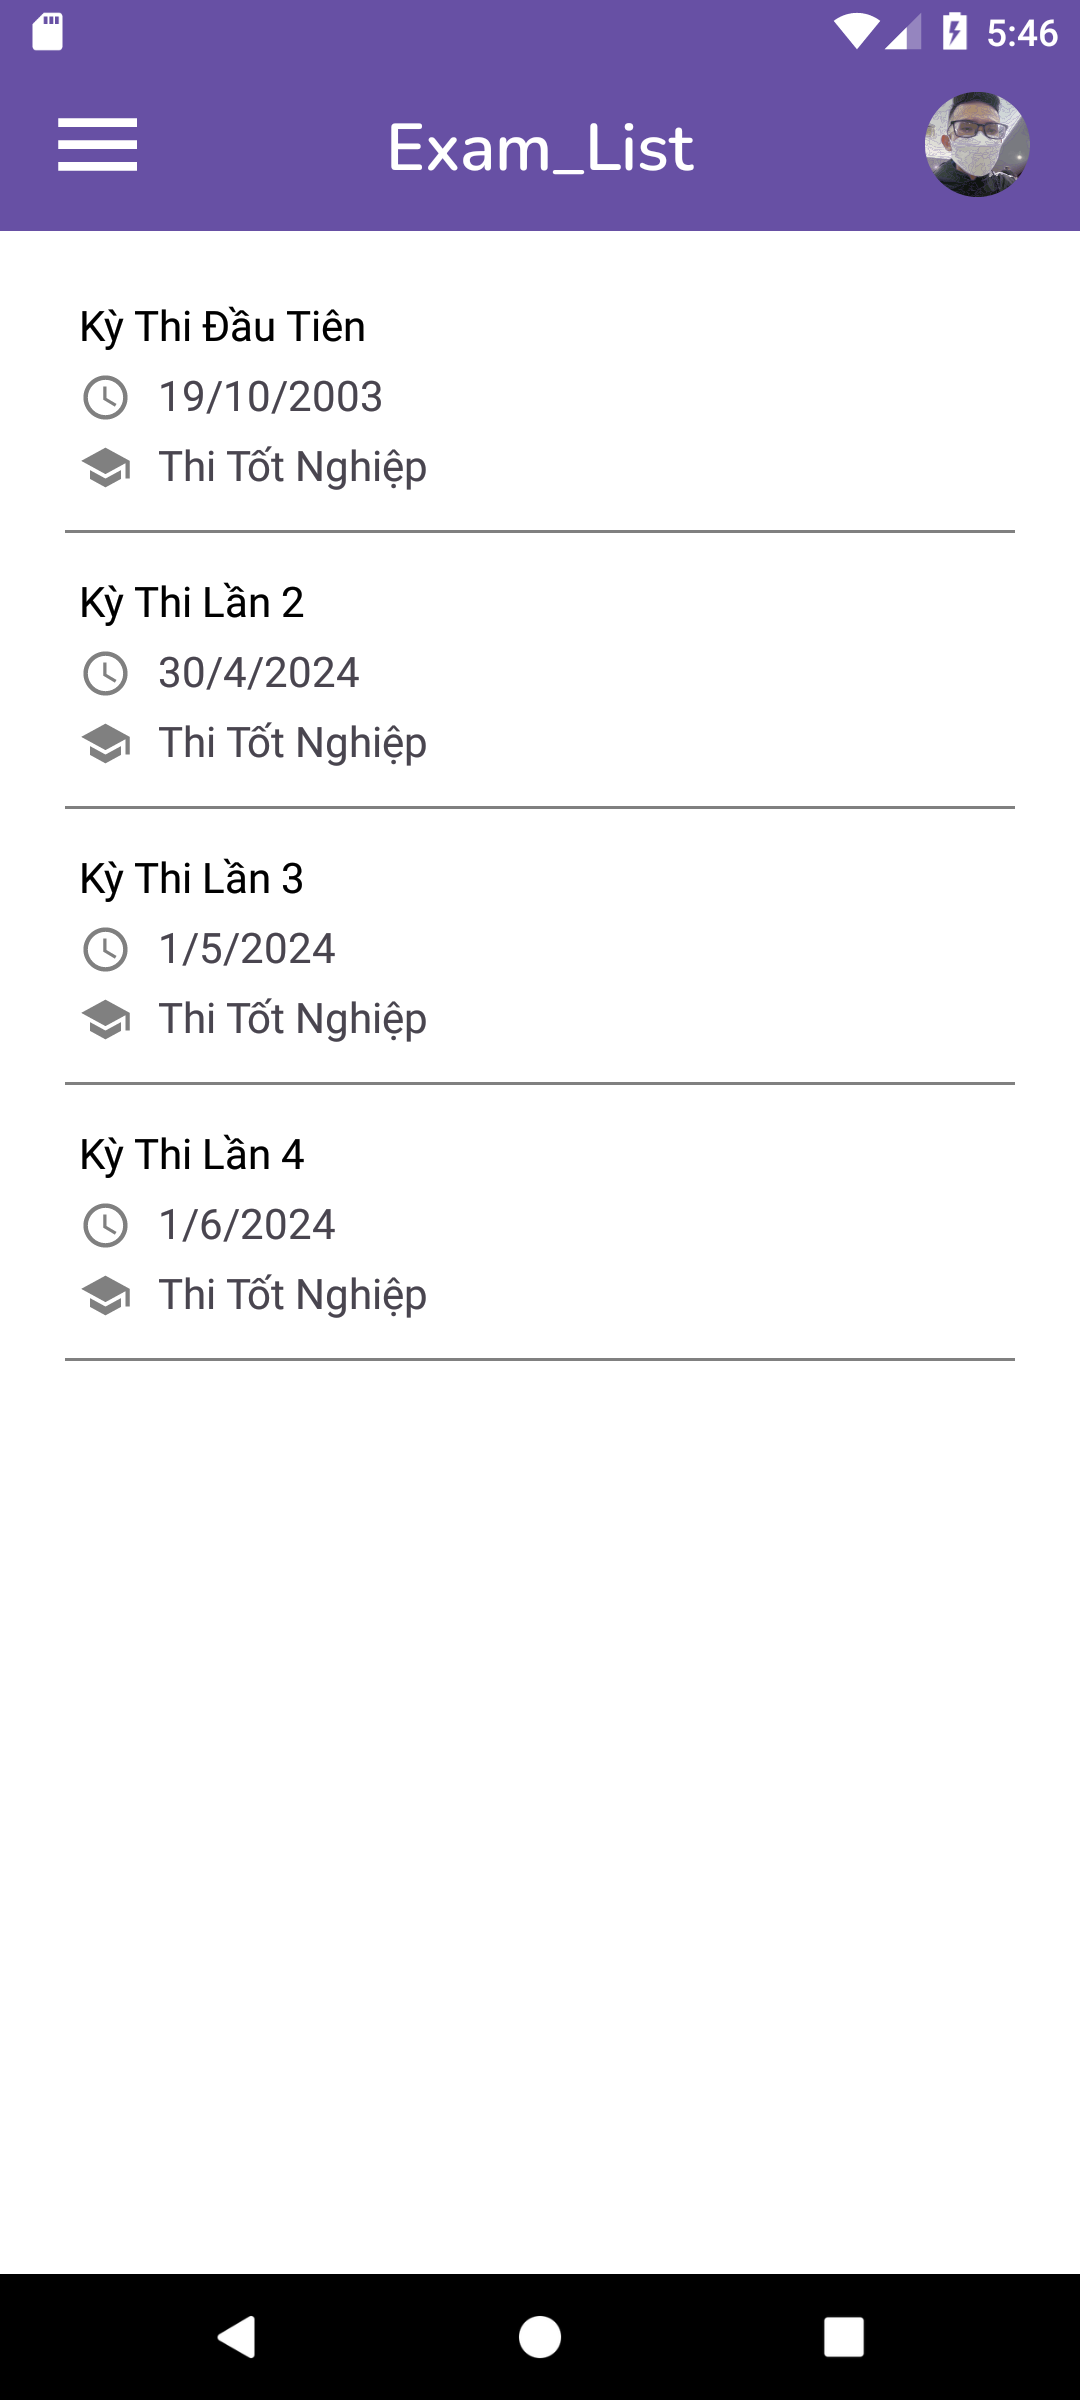 5:46
Exam_List
Kỳ Thi Đầu Tiên
19/10/2003
Thi Tốt Nghiệp
Kỳ Thi Lần 2
30/4/2024
Thi Tốt Nghiệp
Kỳ Thi Lần 3
1/5/2024
Thi Tốt Nghiệp
Kỳ Thi Lần 4
1/6/2024
Thi Tốt Nghiệp